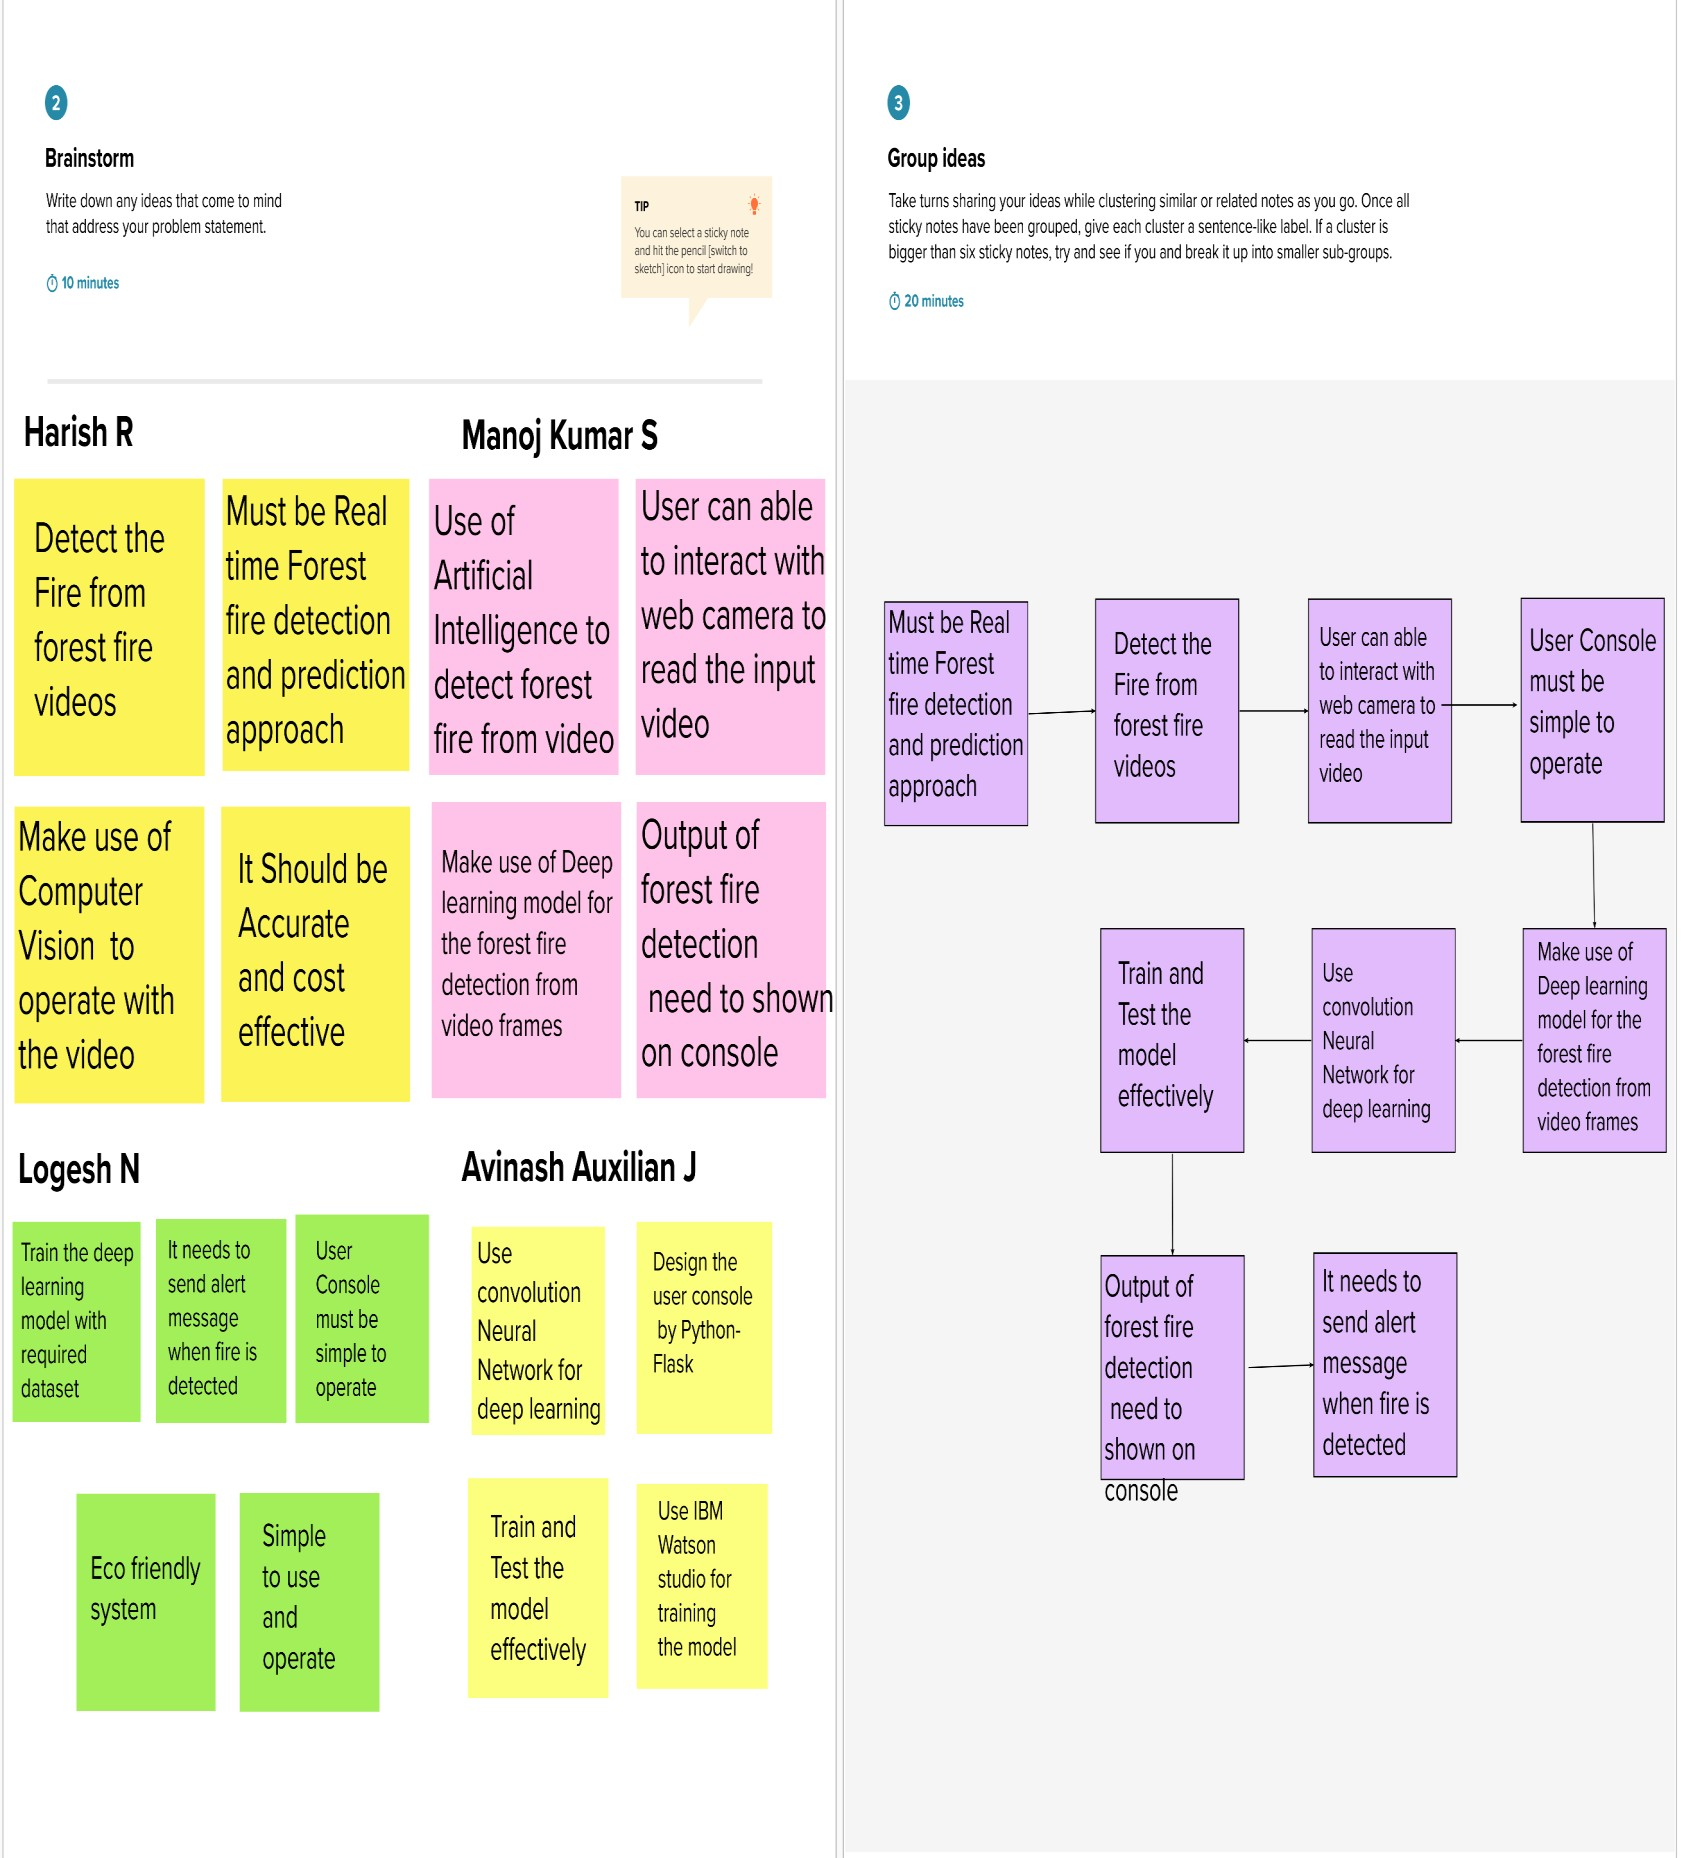 2
Brainstorm
Write down any ideas that come to mind
that address your problem statement.
10 minutes
TIP
You can select a sticky note
and hit the pencil [switch to
sketch] icon to start drawing!
Harish R
Detect the
Fire from
forest fire
videos
Must be Real
time Forest
fire detection
and prediction
approach
Make use of
Computer
Vision to
operate with
the video
It Should be
Accurate
and cost
effective
Manoj Kumar S
Use of
Artificial
Intelligence to
detect forest
fire from video
User can able
to interact with
web camera to
read the input
video
Make use of Deep
learning model for
the forest fire
detection from
video frames
Output of
forest fire
detection
need to shown
on console
Logesh N
Train the deep
learning
model with
required
dataset
It needs to
send alert
message
when fire is
detected
User
Console
must be
simple to
operate
Eco friendly
system
Simple
to use
and
operate
Avinash Auxilian J
Use
convolution
Neural
Network for
deep learning
Design the
user console
by Python-
Flask
Train and
Test the
model
effectively
Use IBM
Watson
studio for
training
the model
3
Group ideas
Take turns sharing your ideas while clustering similar or related notes as you go. Once all
sticky notes have been grouped, give each cluster a sentence-like label. If a cluster is
bigger than six sticky notes, try and see if you and break it up into smaller sub-groups.
20 minutes
Must be Real
time Forest
fire detection
and prediction
approach
Detect the
Fire from
forest fire
videos
User can able
to interact with
web camera to
read the input
video
User Console
must be
simple to
operate
Make use of
Deep learning
model for the
forest fire
detection from
video frames
Use
convolution
Neural
Network for
deep learning
Train and
Test the
model
effectively
Output of
forest fire
detection
need to
shown on
console
It needs to
send alert
message
when fire is
detected